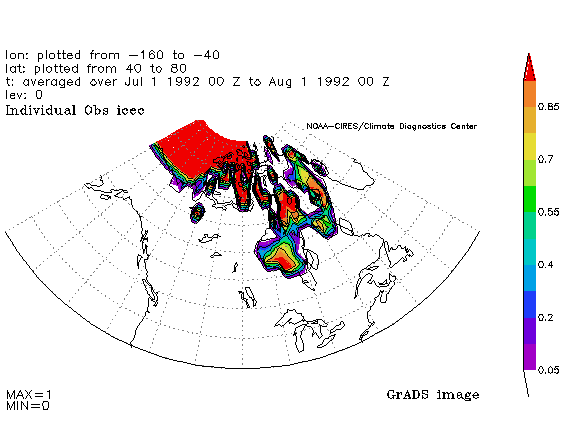 lon: plotted from −160 to −40
lat: plotted from 40 to 80
t: averaged over Jul 1 1992 00 Z to Aug 1 1992 00 Z
lev: 0
Individual Obs icec
NOAA−CIRES/Climate Diagnostics Center
0.85
0.7
0.55
0.4
0.2
0.05
MAX=1
MIN=0
GrADS image